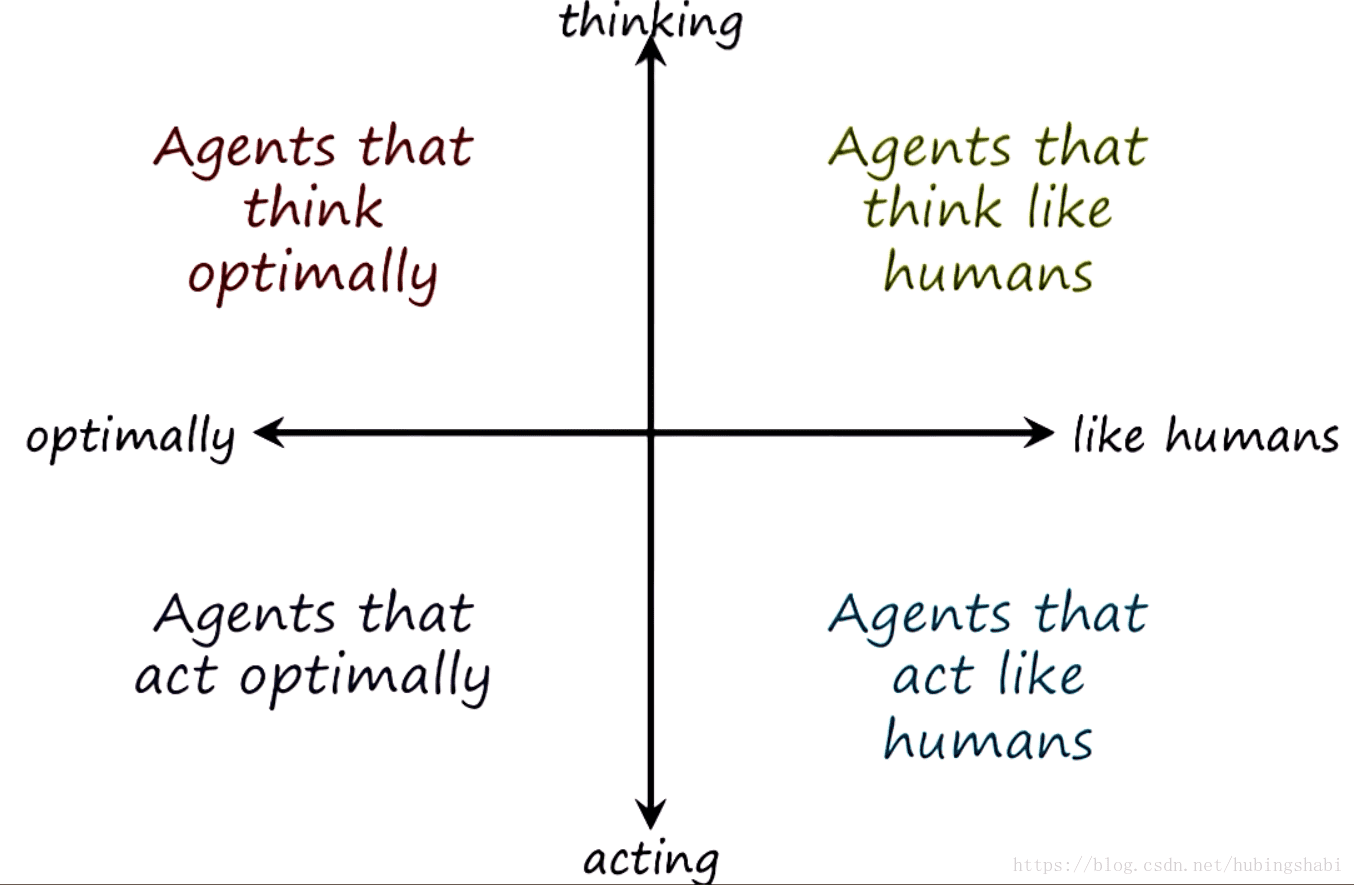 thinking
Agents that
think
optimally
Agents that
think like
humans
optimally
like humans
Agents that
act optimally
Agents that
act like
humans
acting
https://blog.csdn.net/hubingshabi